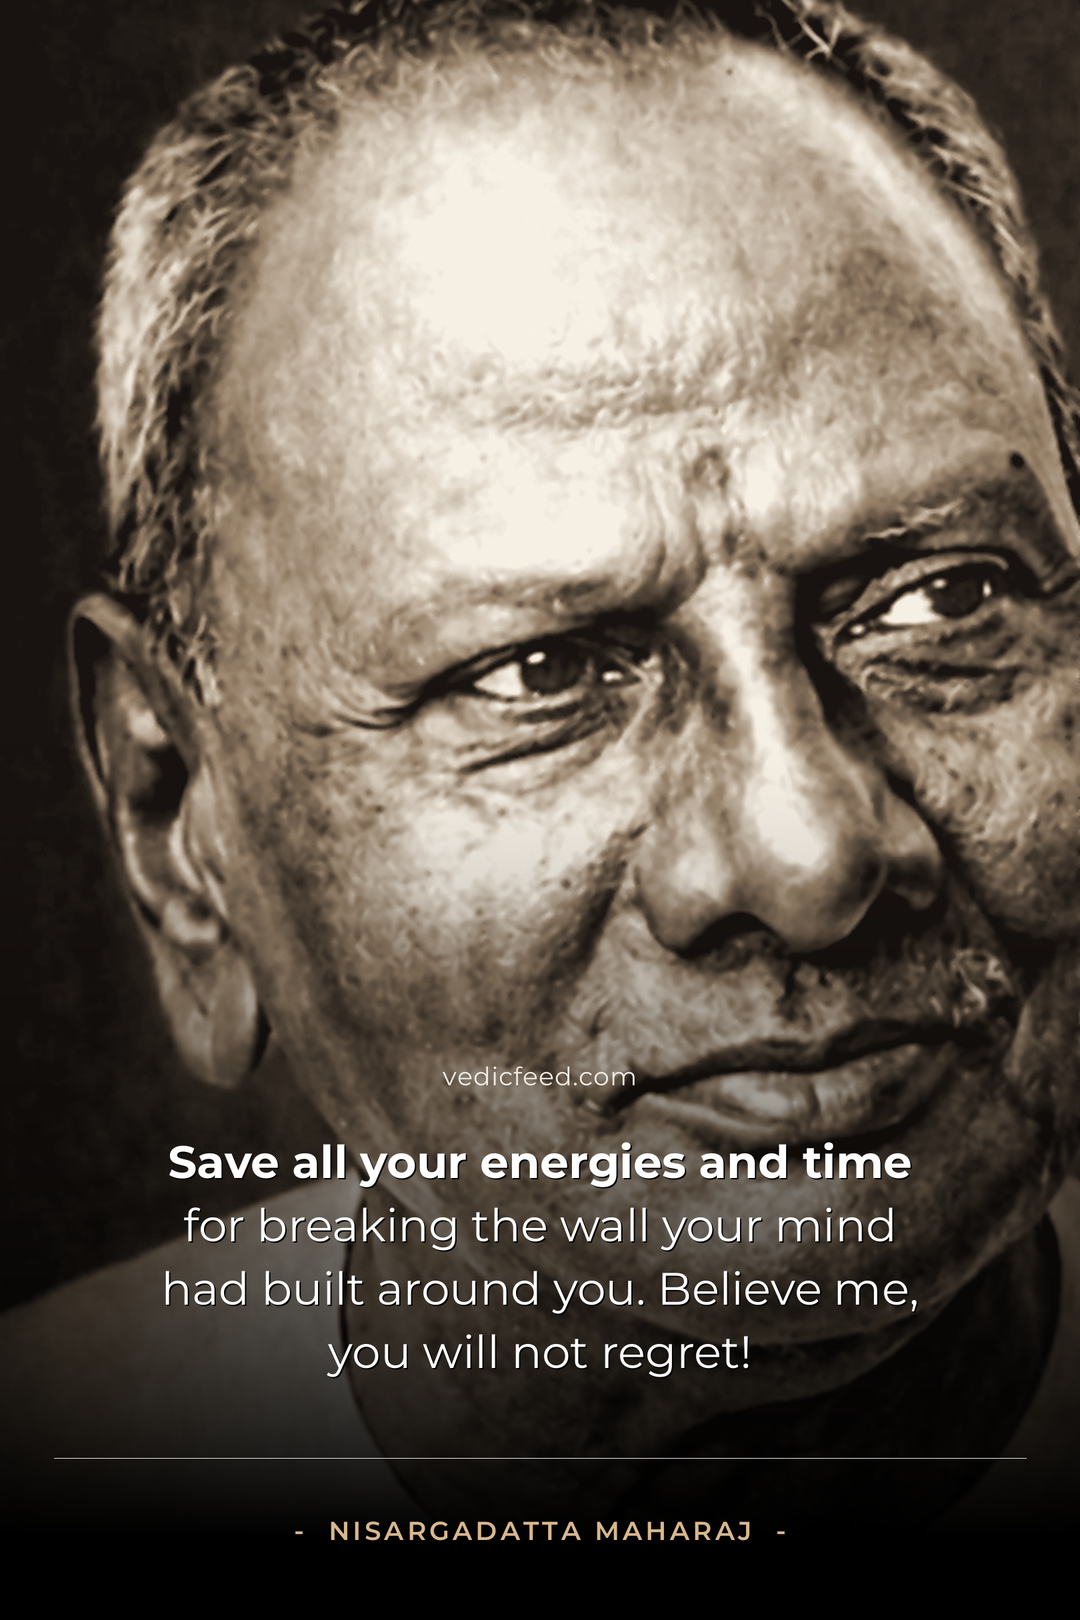 vedicfeed.com
Save all your energies and time
for breaking the wall your mind
had built around you. Believe me,
you will not regret!
- NISARGADATTA MAHARAJ -